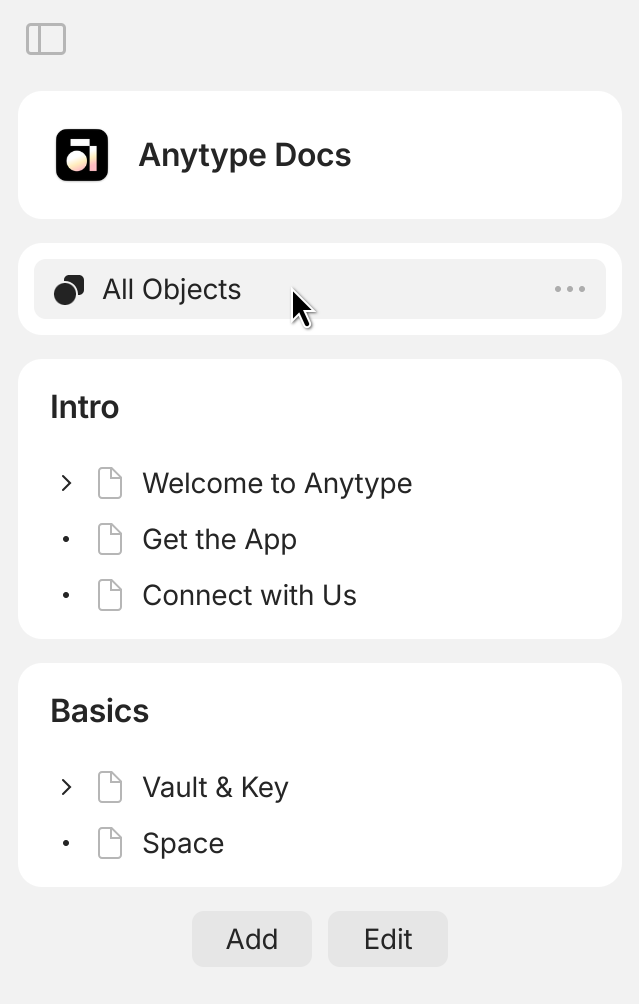 Anytype Docs
All Objects
Intro
Welcome to Anytype
Get the App
Connect with Us
Basics
Vault & Key
Space
Add
Edit